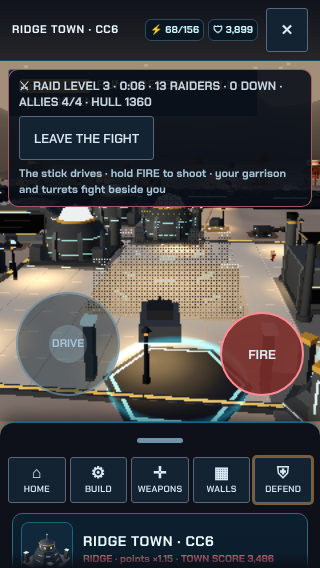 RIDGE TOWN · CC6
⚡ 68/156
🛡 3,899
✕
⚔ RAID LEVEL 3 · 0:06 · 13 RAIDERS · 0 DOWN ·
ALLIES 4/4 · HULL 1360
LEAVE THE FIGHT
The stick drives · hold FIRE to shoot · your garrison
and turrets fight beside you
DRIVE
FIRE
HOME
BUILD
WEAPONS
WALLS
DEFEND
RIDGE TOWN · CC6
RIDGE · points ×1.15 · TOWN SCORE 3,486